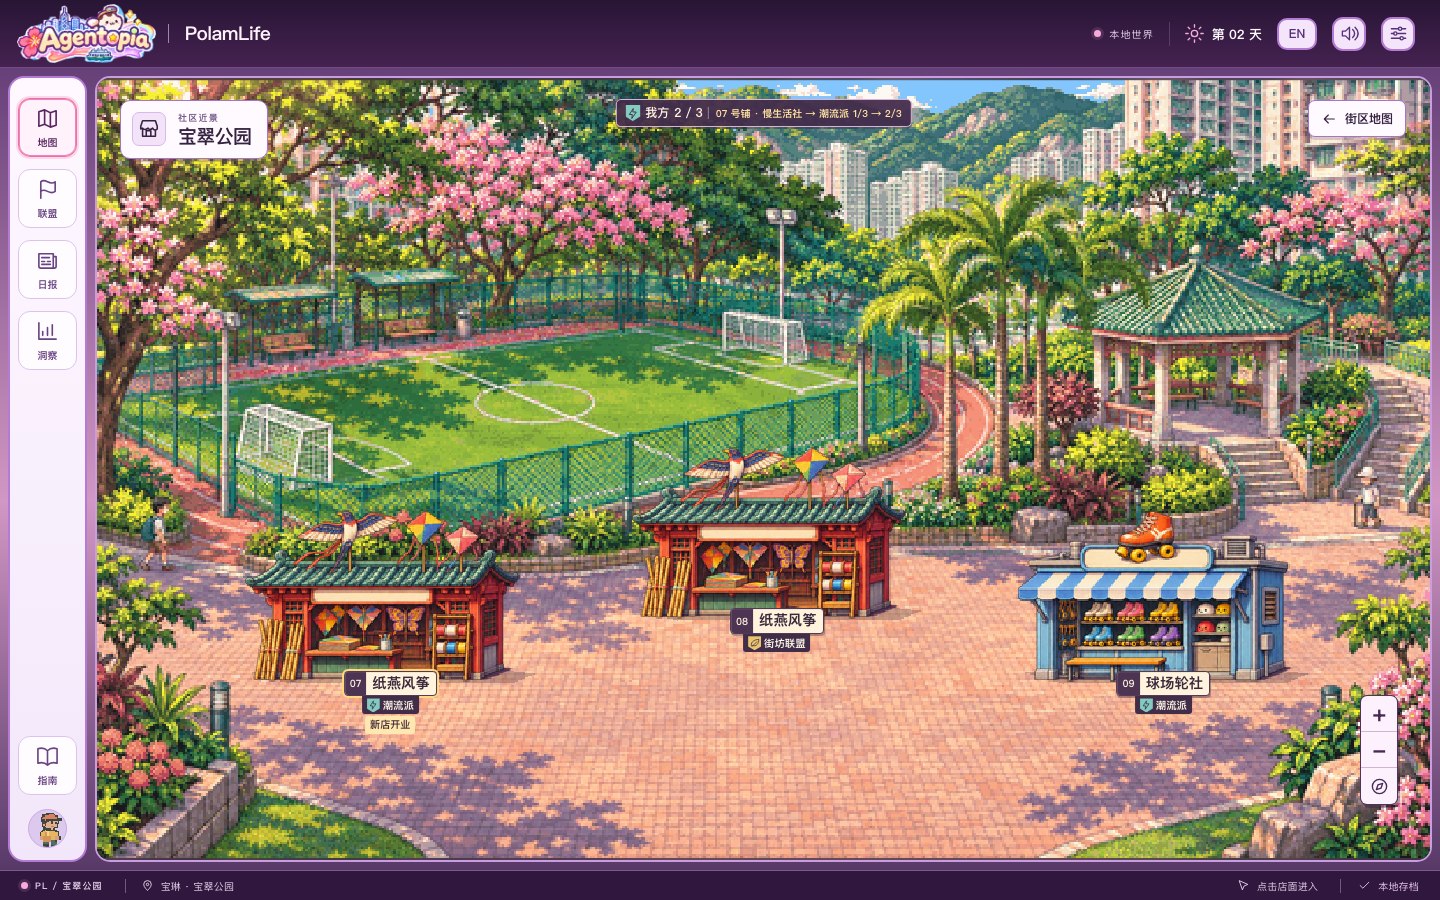 Agentopia
PolamLife
本地世界
第 02 天
EN
地图
联盟
日报
洞察
指南
社区近景
宝翠公园
我方 2 / 3
07 号铺 · 慢生活社 → 潮流派 1/3 → 2/3
街区地图
07 纸燕风筝
潮流派
新店开业
08 纸燕风筝
街坊联盟
09 球场轮社
潮流派
PL / 宝翠公园
宝琳 · 宝翠公园
点击店面进入
本地存档